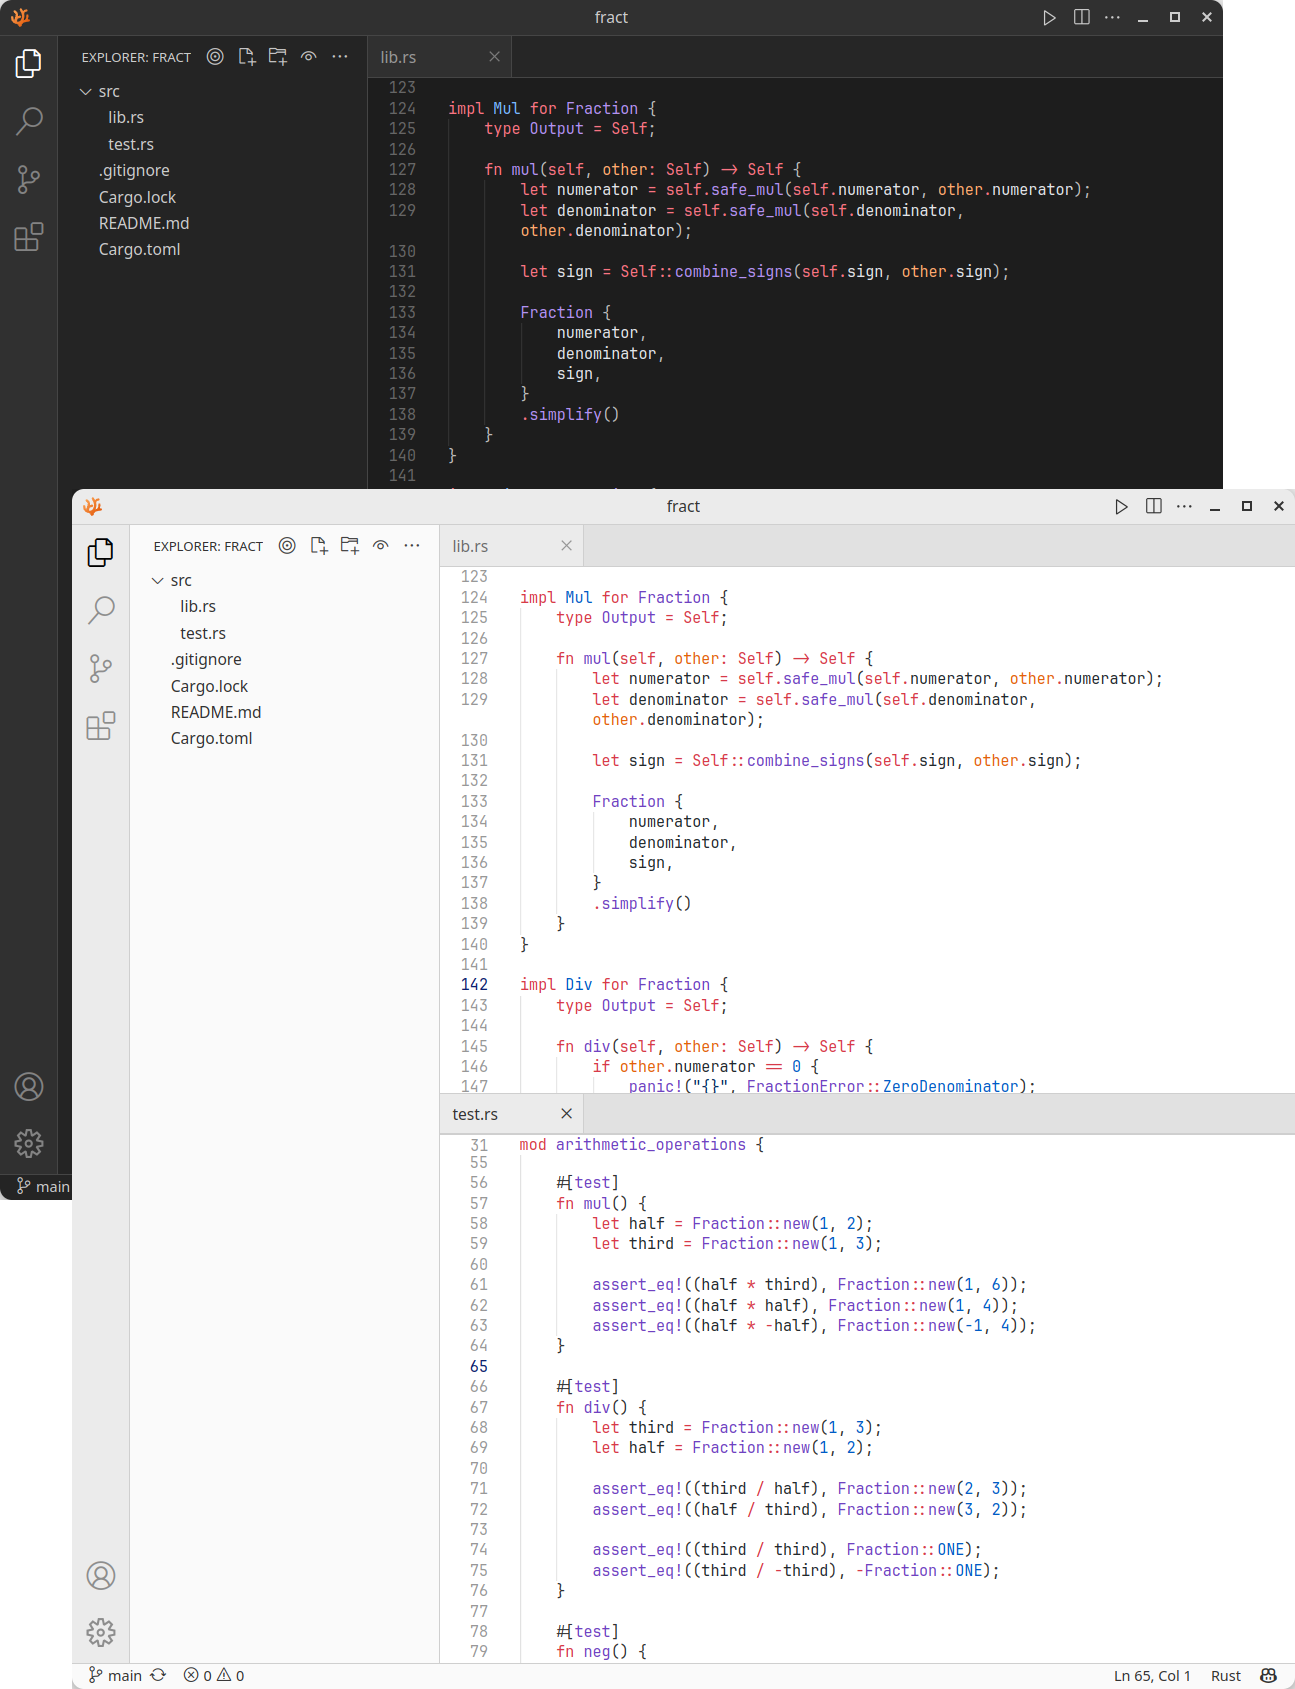 fract
EXPLORER: FRACT
src
lib.rs
test.rs
.gitignore
Cargo.lock
README.md
Cargo.toml
lib.rs
123
124 impl Mul for Fraction {
125 type Output = Self;
126
127 fn mul(self, other: Self) -> Self {
128 let numerator = self.safe_mul(self.numerator, other.numerator);
129 let denominator = self.safe_mul(self.denominator,
other.denominator);
130
131 let sign = Self::combine_signs(self.sign, other.sign);
132
133 Fraction {
134 numerator,
135 denominator,
136 sign,
137 }
138 .simplify()
139 }
140 }
141
main
fract
EXPLORER: FRACT
src
lib.rs
test.rs
.gitignore
Cargo.lock
README.md
Cargo.toml
lib.rs
123
124 impl Mul for Fraction {
125 type Output = Self;
126
127 fn mul(self, other: Self) -> Self {
128 let numerator = self.safe_mul(self.numerator, other.numerator);
129 let denominator = self.safe_mul(self.denominator,
other.denominator);
130
131 let sign = Self::combine_signs(self.sign, other.sign);
132
133 Fraction {
134 numerator,
135 denominator,
136 sign,
137 }
138 .simplify()
139 }
140 }
141
142 impl Div for Fraction {
143 type Output = Self;
144
145 fn div(self, other: Self) -> Self {
146 if other.numerator == 0 {
147 panic!("{}", FractionError::ZeroDenominator);
test.rs
31 mod arithmetic_operations {
55
56 #[test]
57 fn mul() {
58 let half = Fraction::new(1, 2);
59 let third = Fraction::new(1, 3);
60
61 assert_eq!((half * third), Fraction::new(1, 6));
62 assert_eq!((half * half), Fraction::new(1, 4));
63 assert_eq!((half * -half), Fraction::new(-1, 4));
64 }
65
66 #[test]
67 fn div() {
68 let third = Fraction::new(1, 3);
69 let half = Fraction::new(1, 2);
70
71 assert_eq!((third / half), Fraction::new(2, 3));
72 assert_eq!((half / third), Fraction::new(3, 2));
73
74 assert_eq!((third / third), Fraction::ONE);
75 assert_eq!((third / -third), -Fraction::ONE);
76 }
77
78 #[test]
79 fn neg() {
main 0 0 Ln 65, Col 1 Rust